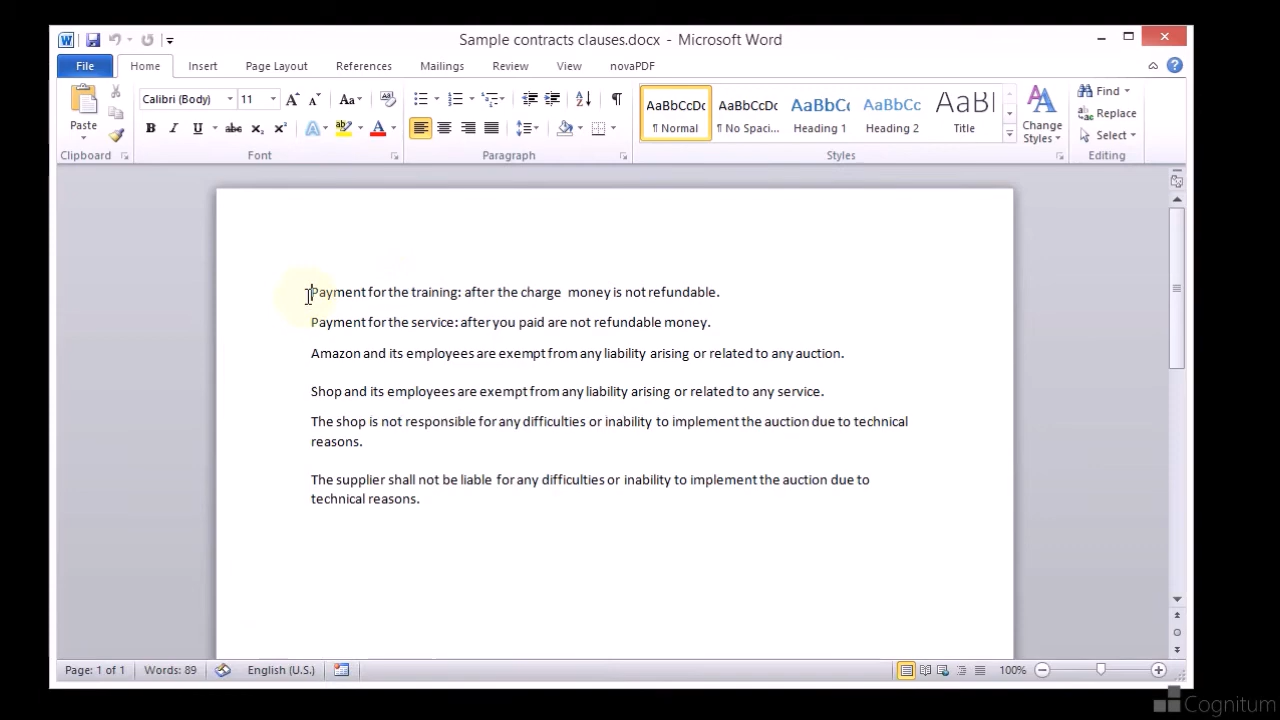 Sample contracts clauses.docx - Microsoft Word
File Home Insert Page Layout References Mailings Review View novaPDF
Calibri (Body) 11 Aa
Find
Replace
Select
Paste
B I U abc X₂ X² A A
AaBbCcDc AaBbCcDc AaBbCc AaBbCc AaBl
¶ Normal ¶ No Spaci... Heading 1 Heading 2 Title
Change Styles
Clipboard Font Paragraph Styles Editing
Payment for the training: after the charge money is not refundable.
Payment for the service: after you paid are not refundable money.
Amazon and its employees are exempt from any liability arising or related to any auction.
Shop and its employees are exempt from any liability arising or related to any service.
The shop is not responsible for any difficulties or inability to implement the auction due to technical
reasons.
The supplier shall not be liable for any difficulties or inability to implement the auction due to
technical reasons.
Page: 1 of 1 Words: 89 English (U.S.) 100%
Cognitum